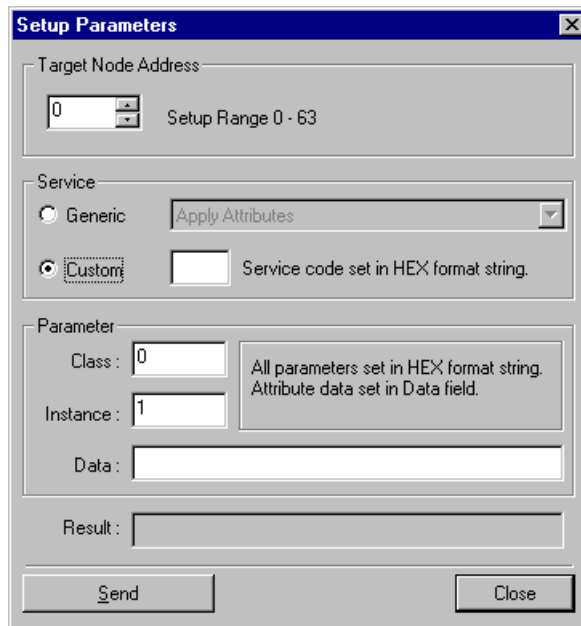 Setup Parameters
Target Node Address
0 Setup Range 0 - 63
Service
Generic Apply Attributes
Custom Service code set in HEX format string.
Parameter
Class : 0
All parameters set in HEX format string.
Attribute data set in Data field.
Instance : 1
Data :
Result :
Send Close